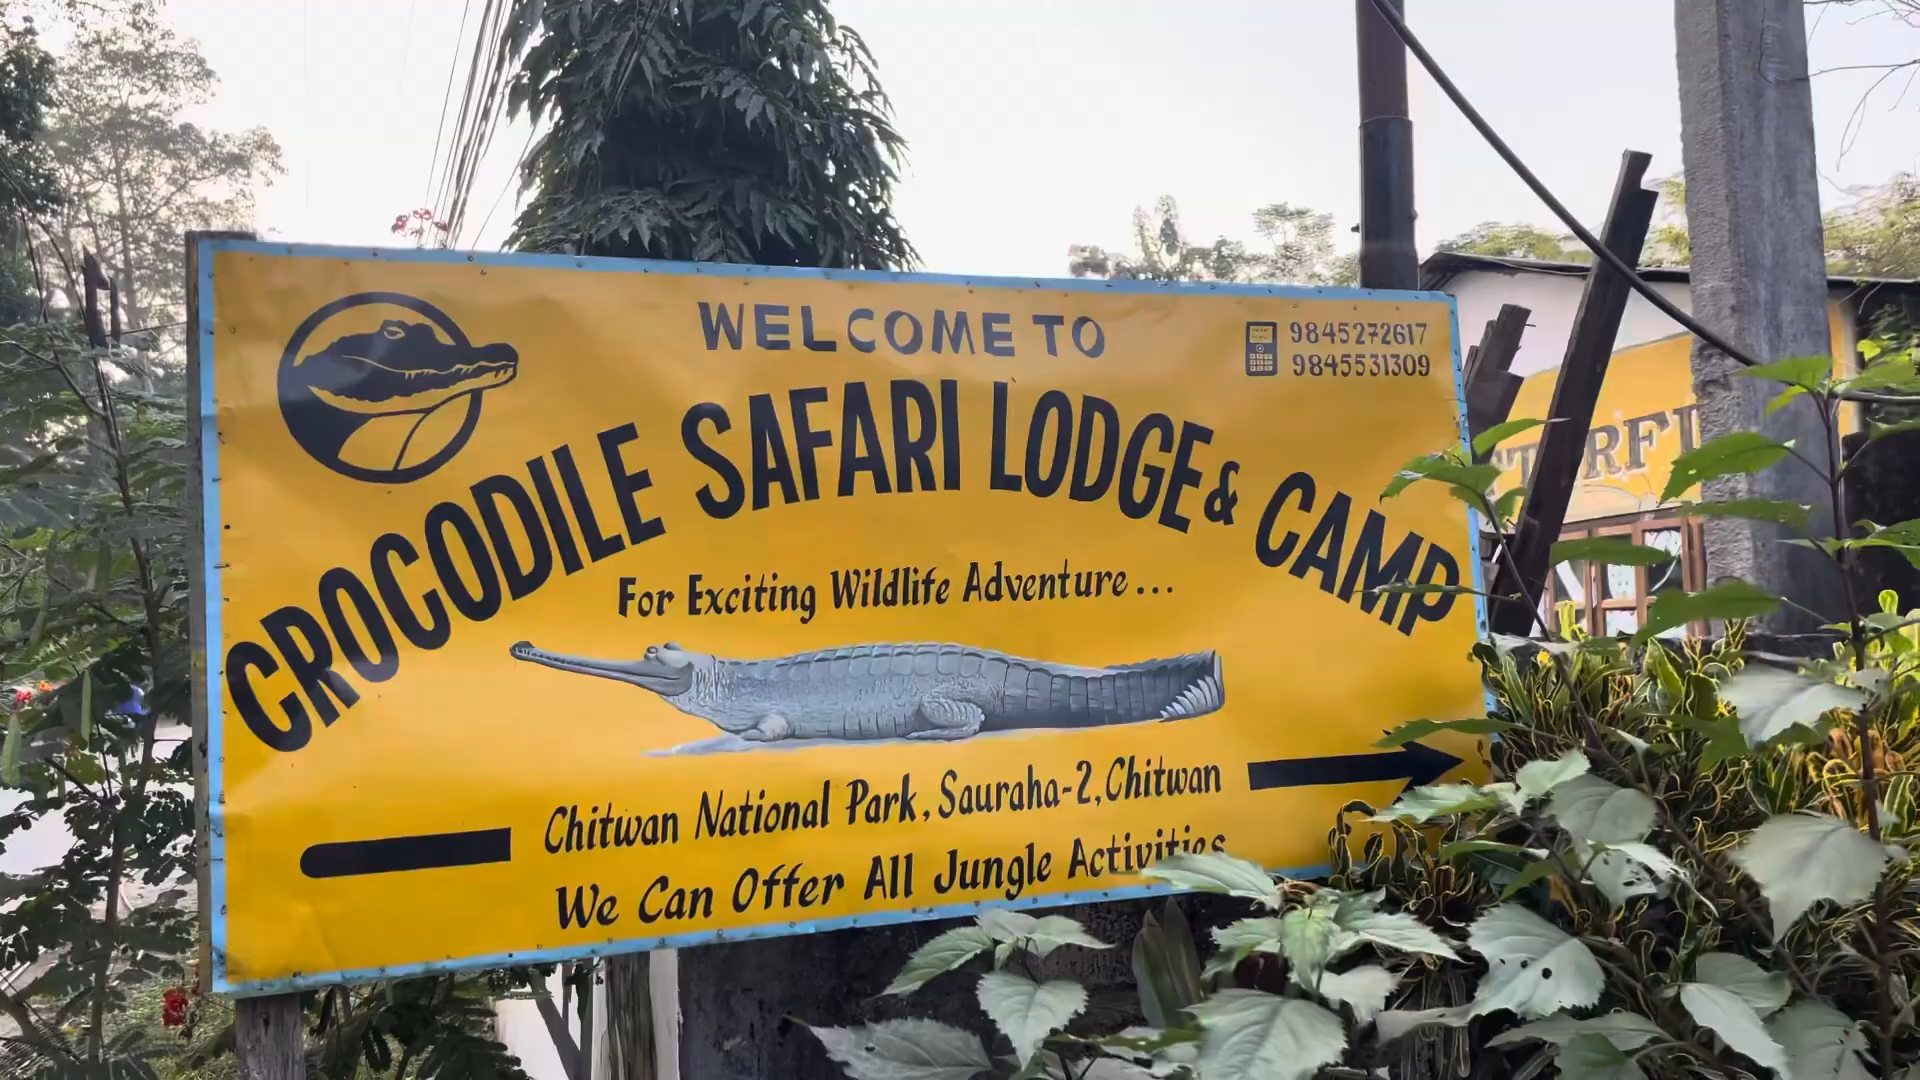 WELCOME TO
9845272617
9845531309
CROCODILE SAFARI LODGE & CAMP
For Exciting Wildlife Adventure...
Chitwan National Park, Sauraha-2, Chitwan
We Can Offer All Jungle Activities